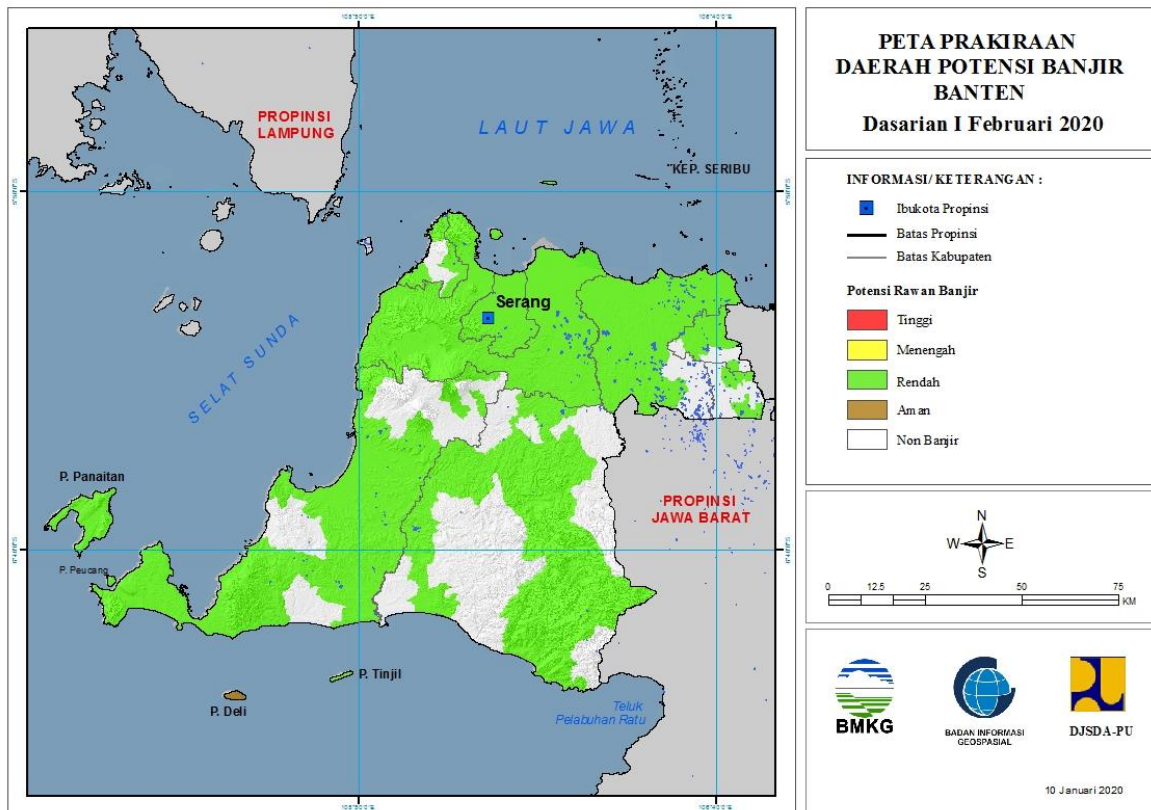 PETA PRAKIRAAN
DAERAH POTENSI BANJIR
BANTEN
Dasarian I Februari 2020
INFORMASI/ KETERANGAN :
Ibukota Propinsi
Batas Propinsi
Batas Kabupaten
Potensi Rawan Banjir
Tinggi
Menengah
Rendah
Aman
Non Banjir
N
W E
S
0 12.5 25 50 75
KM
BMKG
BADAN INFORMASI
GEOSPASIAL
DJSDA-PU
10 Januari 2020
PROPINSI
LAMPUNG
LAUT JAWA
KEP. SERIBU
Serang
SELAT SUNDA
P. Panaitan
PROPINSI
JAWA BARAT
P. Peucang
P. Tinjil
P. Deli
Teluk
Pelabuhan Ratu